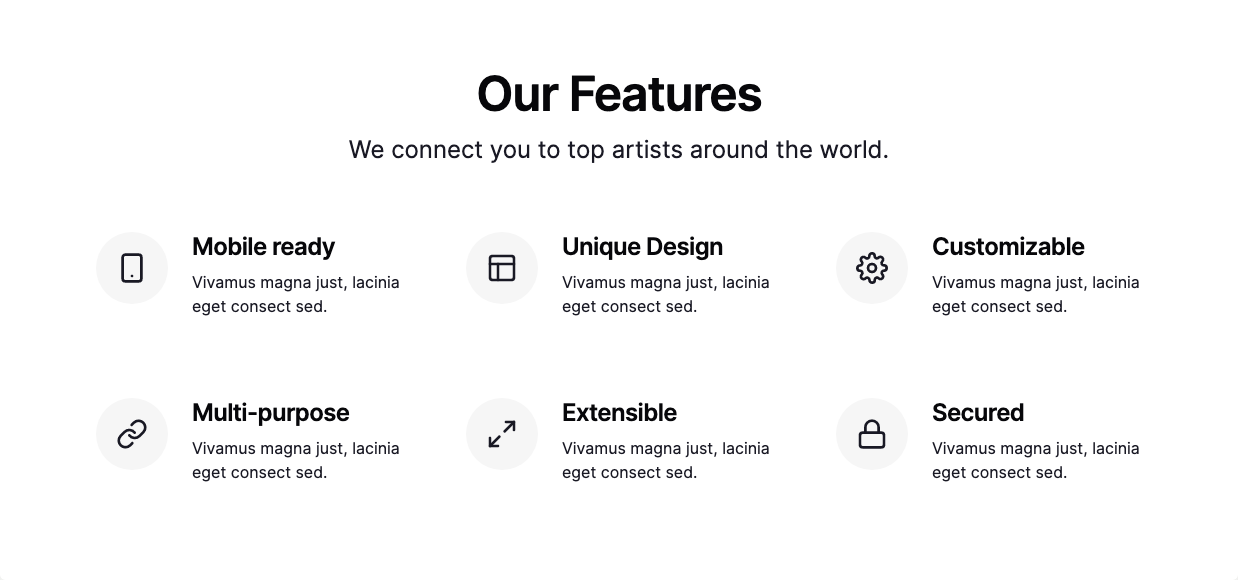 Our Features
We connect you to top artists around the world.
Mobile ready
Vivamus magna just, lacinia
eget consect sed.
Unique Design
Vivamus magna just, lacinia
eget consect sed.
Customizable
Vivamus magna just, lacinia
eget consect sed.
Multi-purpose
Vivamus magna just, lacinia
eget consect sed.
Extensible
Vivamus magna just, lacinia
eget consect sed.
Secured
Vivamus magna just, lacinia
eget consect sed.